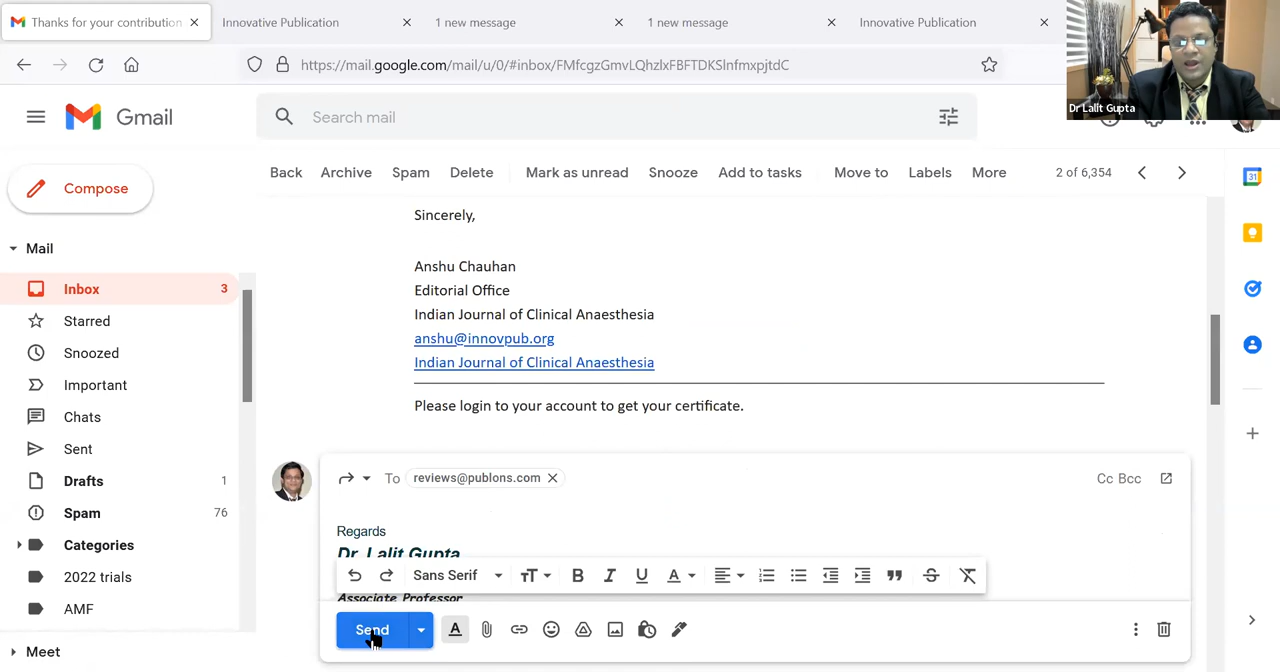 Thanks for your contribution
Innovative Publication
1 new message
1 new message
Innovative Publication
https://mail.google.com/mail/u/0/#inbox/FMfcgzGmvLQhzlxFBFTDKSlnfmxpjtdC
Dr Lalit Gupta
Gmail
Search mail
Compose
Back Archive Spam Delete Mark as unread Snooze Add to tasks Move to Labels More 2 of 6,354
Mail
Inbox 3
Starred
Snoozed
Important
Chats
Sent
Drafts 1
Spam 76
Categories
2022 trials
AMF
Meet
31
Sincerely,
Anshu Chauhan
Editorial Office
Indian Journal of Clinical Anaesthesia
anshu@innovpub.org
Indian Journal of Clinical Anaesthesia
Please login to your account to get your certificate.
To reviews@publons.com Cc Bcc
Regards
Dr. Lalit Gupta
Sans Serif
Associate Professor
Send